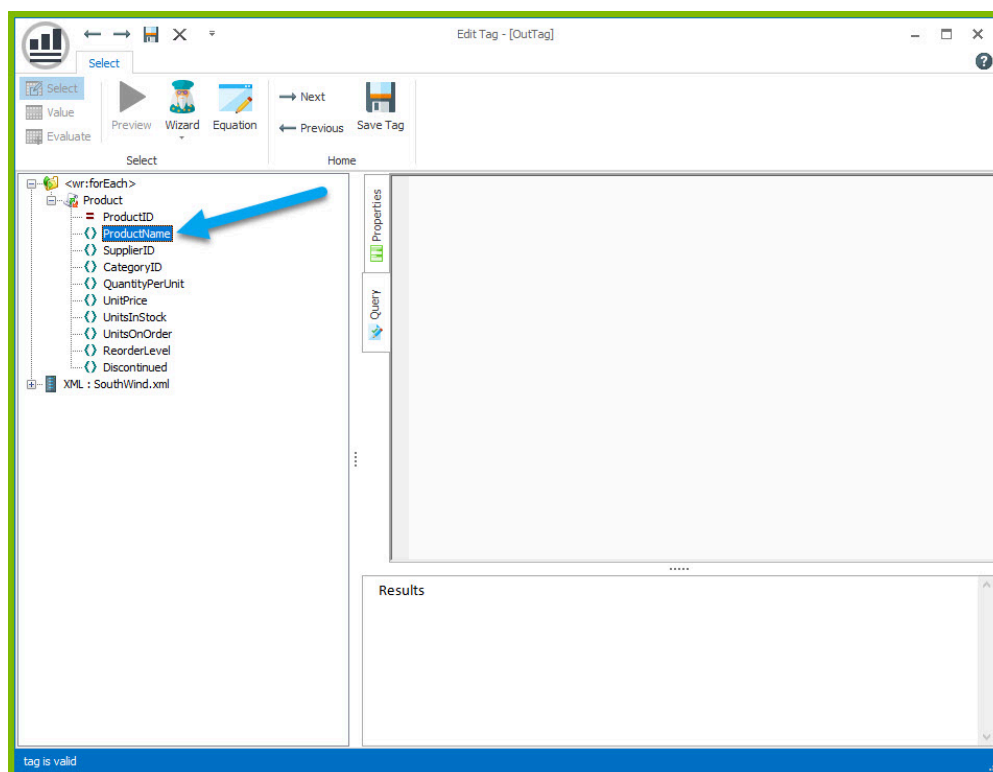 Edit Tag - [OutTag]
Select
Select
Value
Evaluate
Preview
Wizard
Equation
Next
Previous
Save Tag
Select
Home
<wr:forEach>
Product
ProductID
ProductName
SupplierID
CategoryID
QuantityPerUnit
UnitPrice
UnitsInStock
UnitsOnOrder
ReorderLevel
Discontinued
XML : SouthWind.xml
Properties
Query
Results
tag is valid